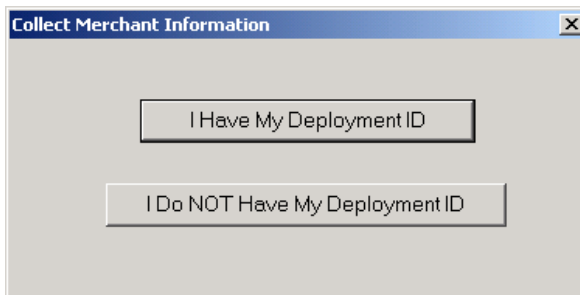 Collect Merchant Information
I Have My Deployment ID
I Do NOT Have My Deployment ID